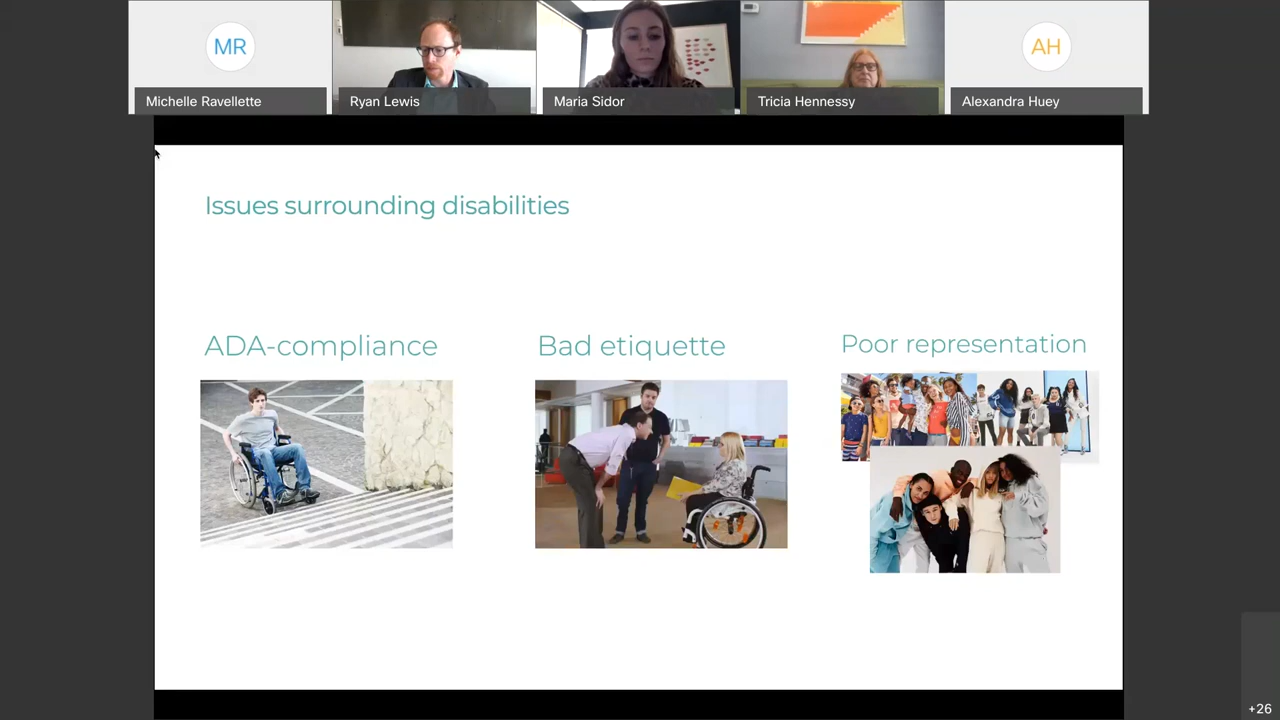 MR
AH
Michelle Ravellette
Ryan Lewis
Maria Sidor
Tricia Hennessy
Alexandra Huey
Issues surrounding disabilities
ADA-compliance
Bad etiquette
Poor representation
+26